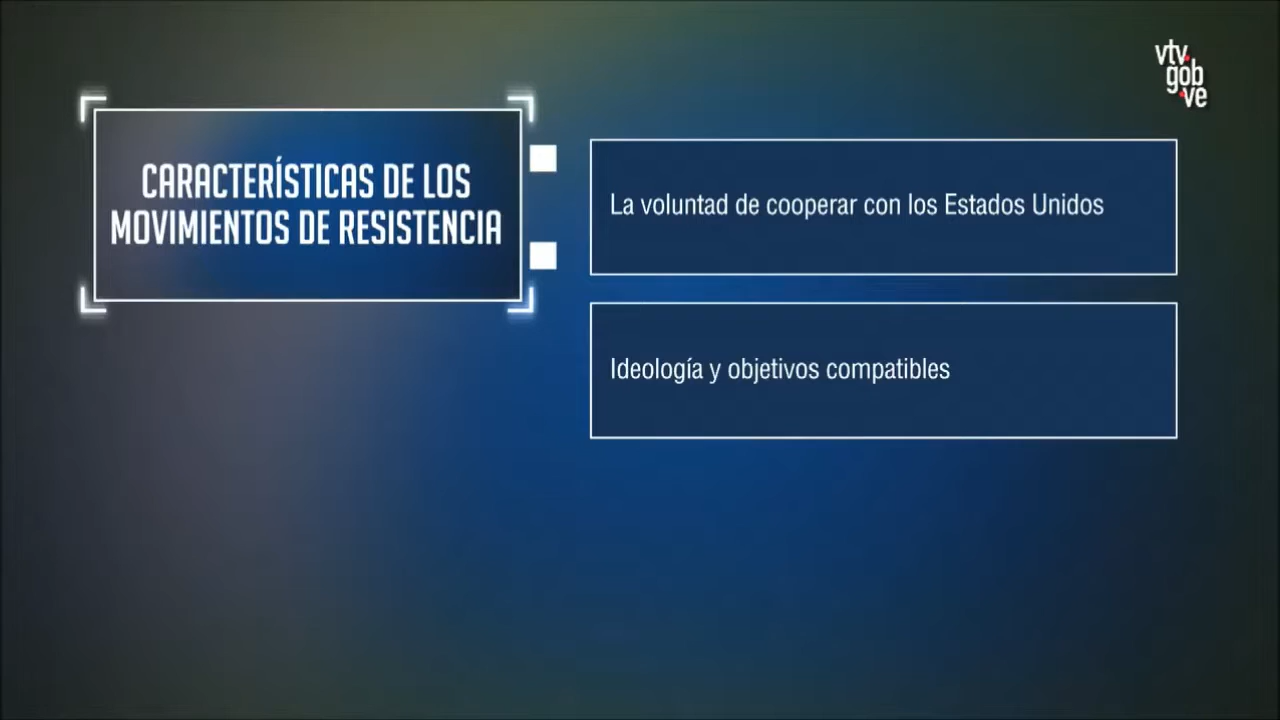 vtv.
gob
.ve
CARACTERÍSTICAS DE LOS
MOVIMIENTOS DE RESISTENCIA
La voluntad de cooperar con los Estados Unidos
Ideología y objetivos compatibles